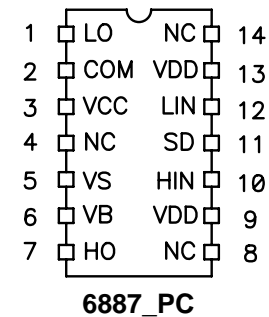 1 LO NC 14
2 COM VDD 13
3 VCC LIN 12
4 NC SD 11
5 VS HIN 10
6 VB VDD 9
7 HO NC 8
6887_PC